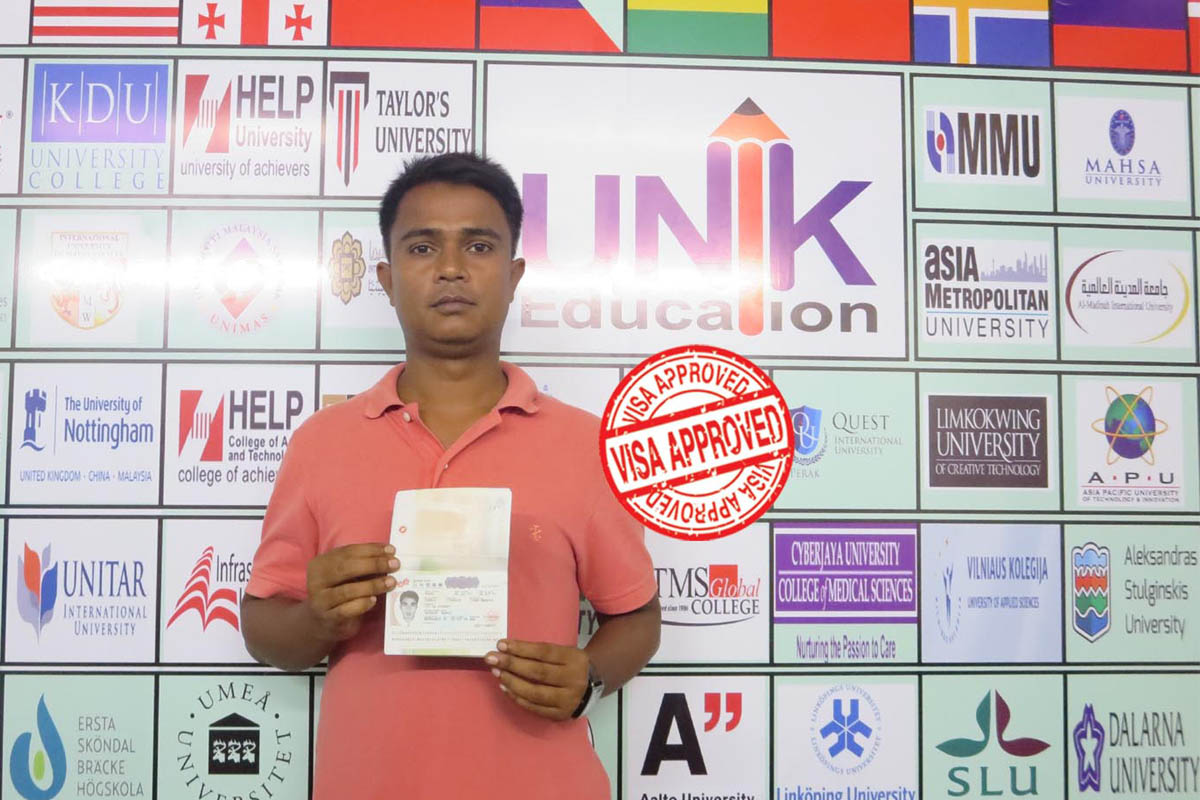 KDU
UNIVERSITY
COLLEGE
HELP
University
university of achievers
TAYLOR'S
UNIVERSITY
UNIK
Education
MMU
MAHSA
UNIVERSITY
INTERNATIONAL
UNIMAS
ASIA
METROPOLITAN
UNIVERSITY
جامعة المدينة العالمية
Al-Madinah International University
The University of
Nottingham
UNITED KINGDOM · CHINA · MALAYSIA
HELP
College of A
and Technolo
college of achiev
VISA APPROVED
VISA APPROVED
VISA APPROVED
QUEST
INTERNATIONAL
UNIVERSITY
PERAK
LIMKOKWING
UNIVERSITY
OF CREATIVE TECHNOLOGY
A·P·U
ASIA PACIFIC UNIVERSITY
OF TECHNOLOGY & INNOVATION
UNITAR
INTERNATIONAL
UNIVERSITY
Infras
TMS Global
COLLEGE
CYBERJAYA UNIVERSITY
COLLEGE of MEDICAL SCIENCES
Nurturing the Passion to Care
VILNIAUS KOLEGIJA
UNIVERSITY OF APPLIED SCIENCES
Aleksandras
Stulginskis
University
ERSTA
SKÖNDAL
BRÄCKE
HÖGSKOLA
UMEÅ
UNIVERSITET
A”
Aalto University
LINKÖPINGS UNIVERSITET
Linköping University
SLU
DALARNA
UNIVERSITY